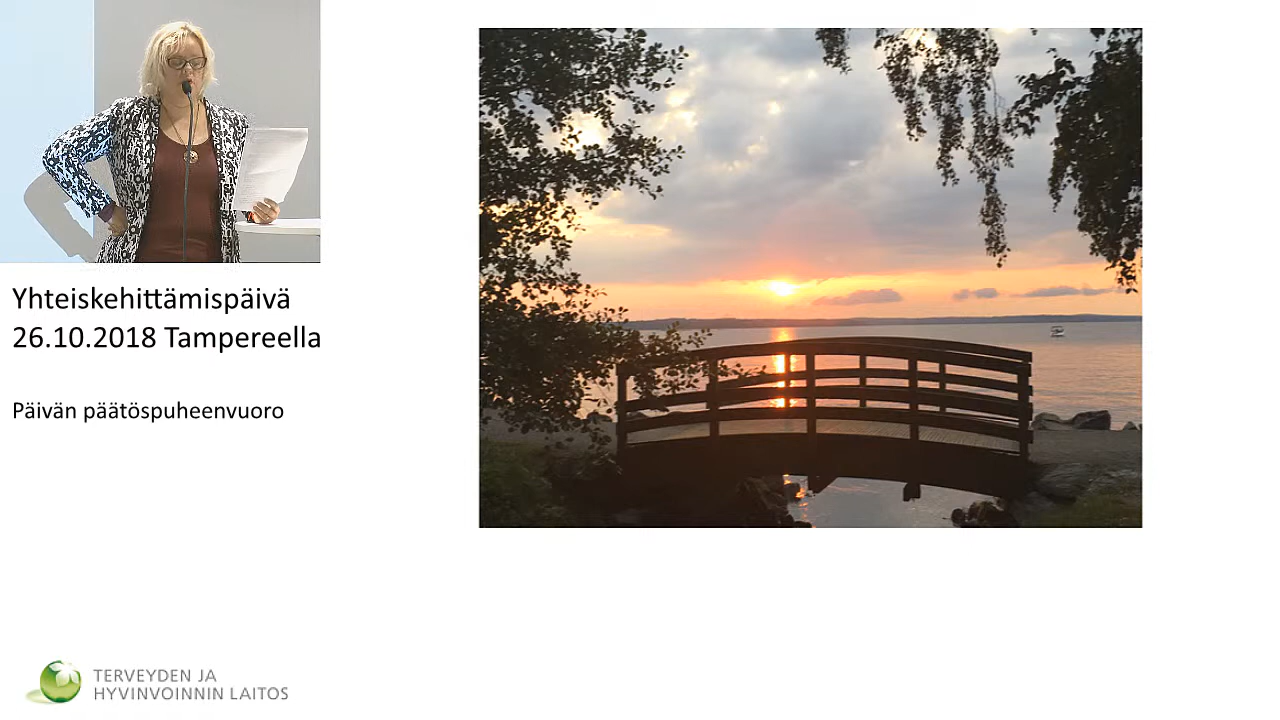 Yhteiskehittämispäivä
26.10.2018 Tampereella
Päivän päätöspuheenvuoro
TERVEYDEN JA
HYVINVOINNIN LAITOS